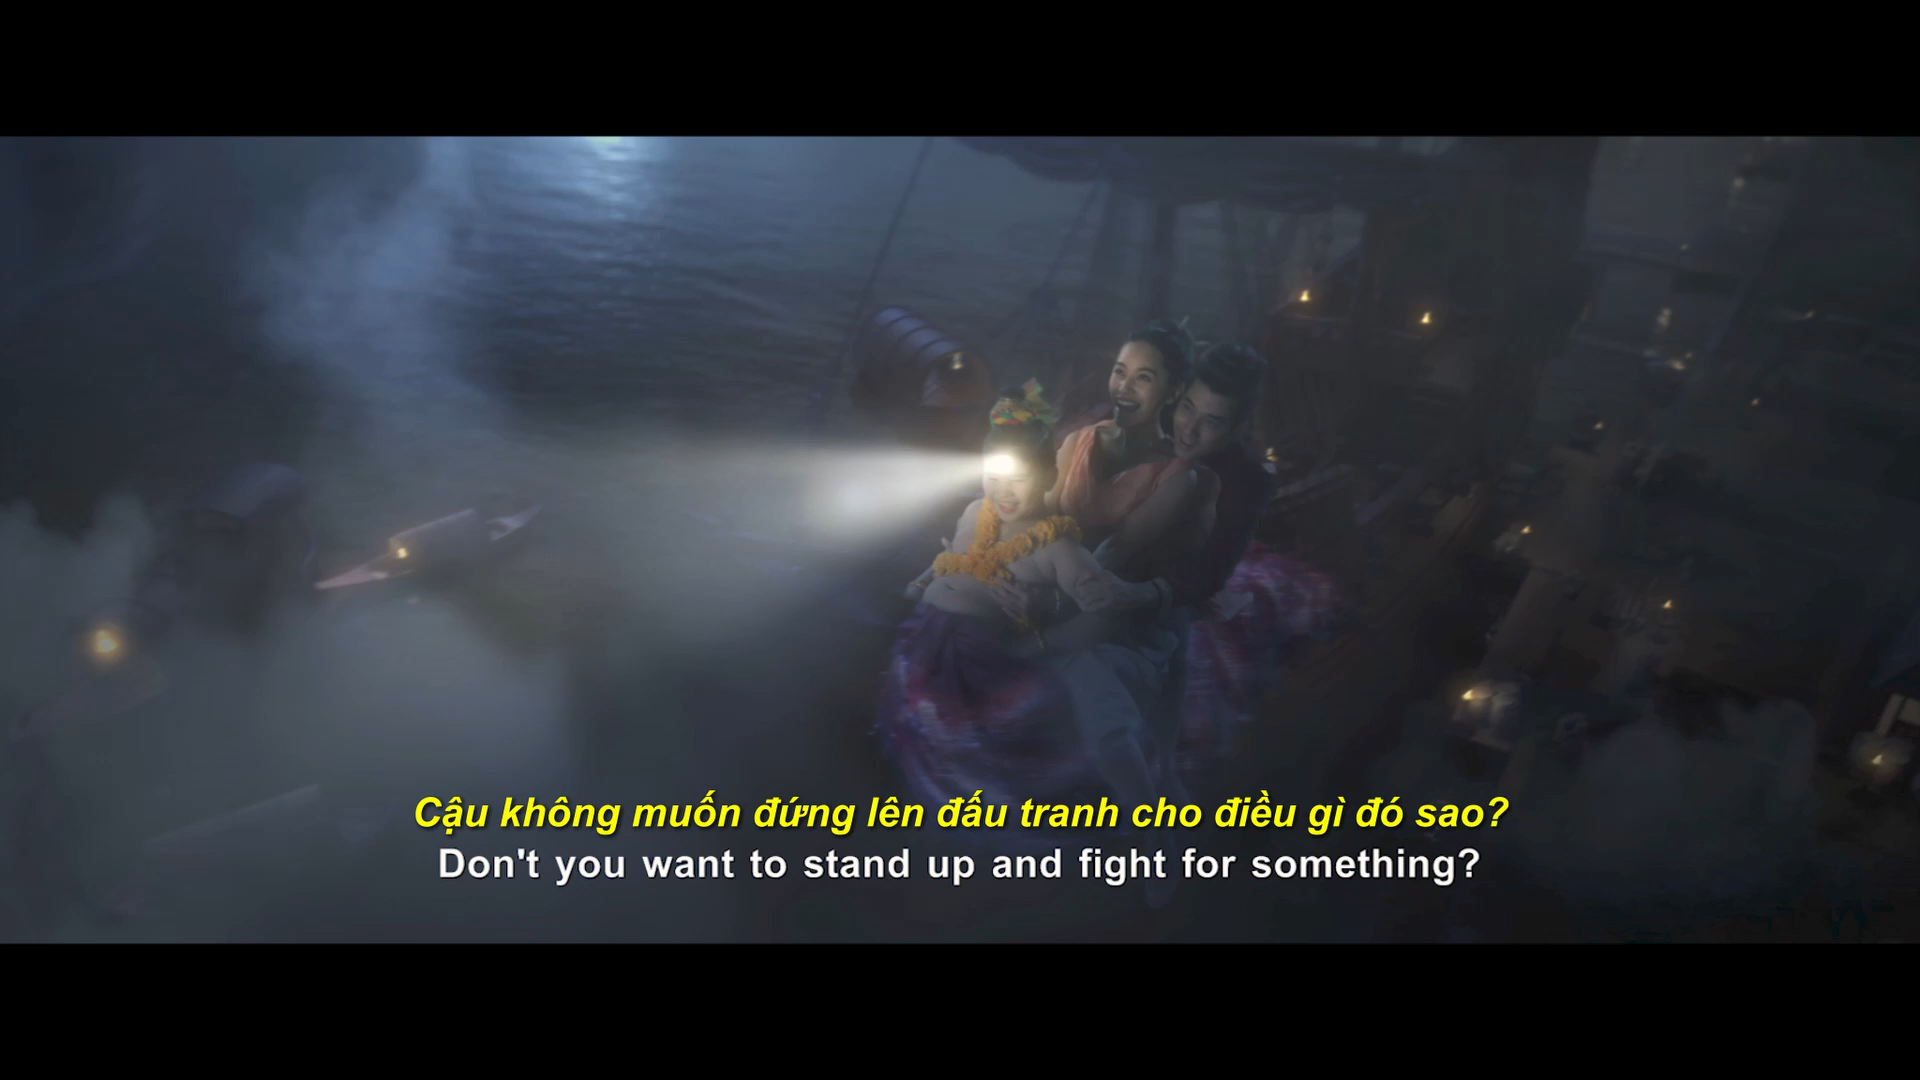 Cậu không muốn đứng lên đấu tranh cho điều gì đó sao?
Don't you want to stand up and fight for something?